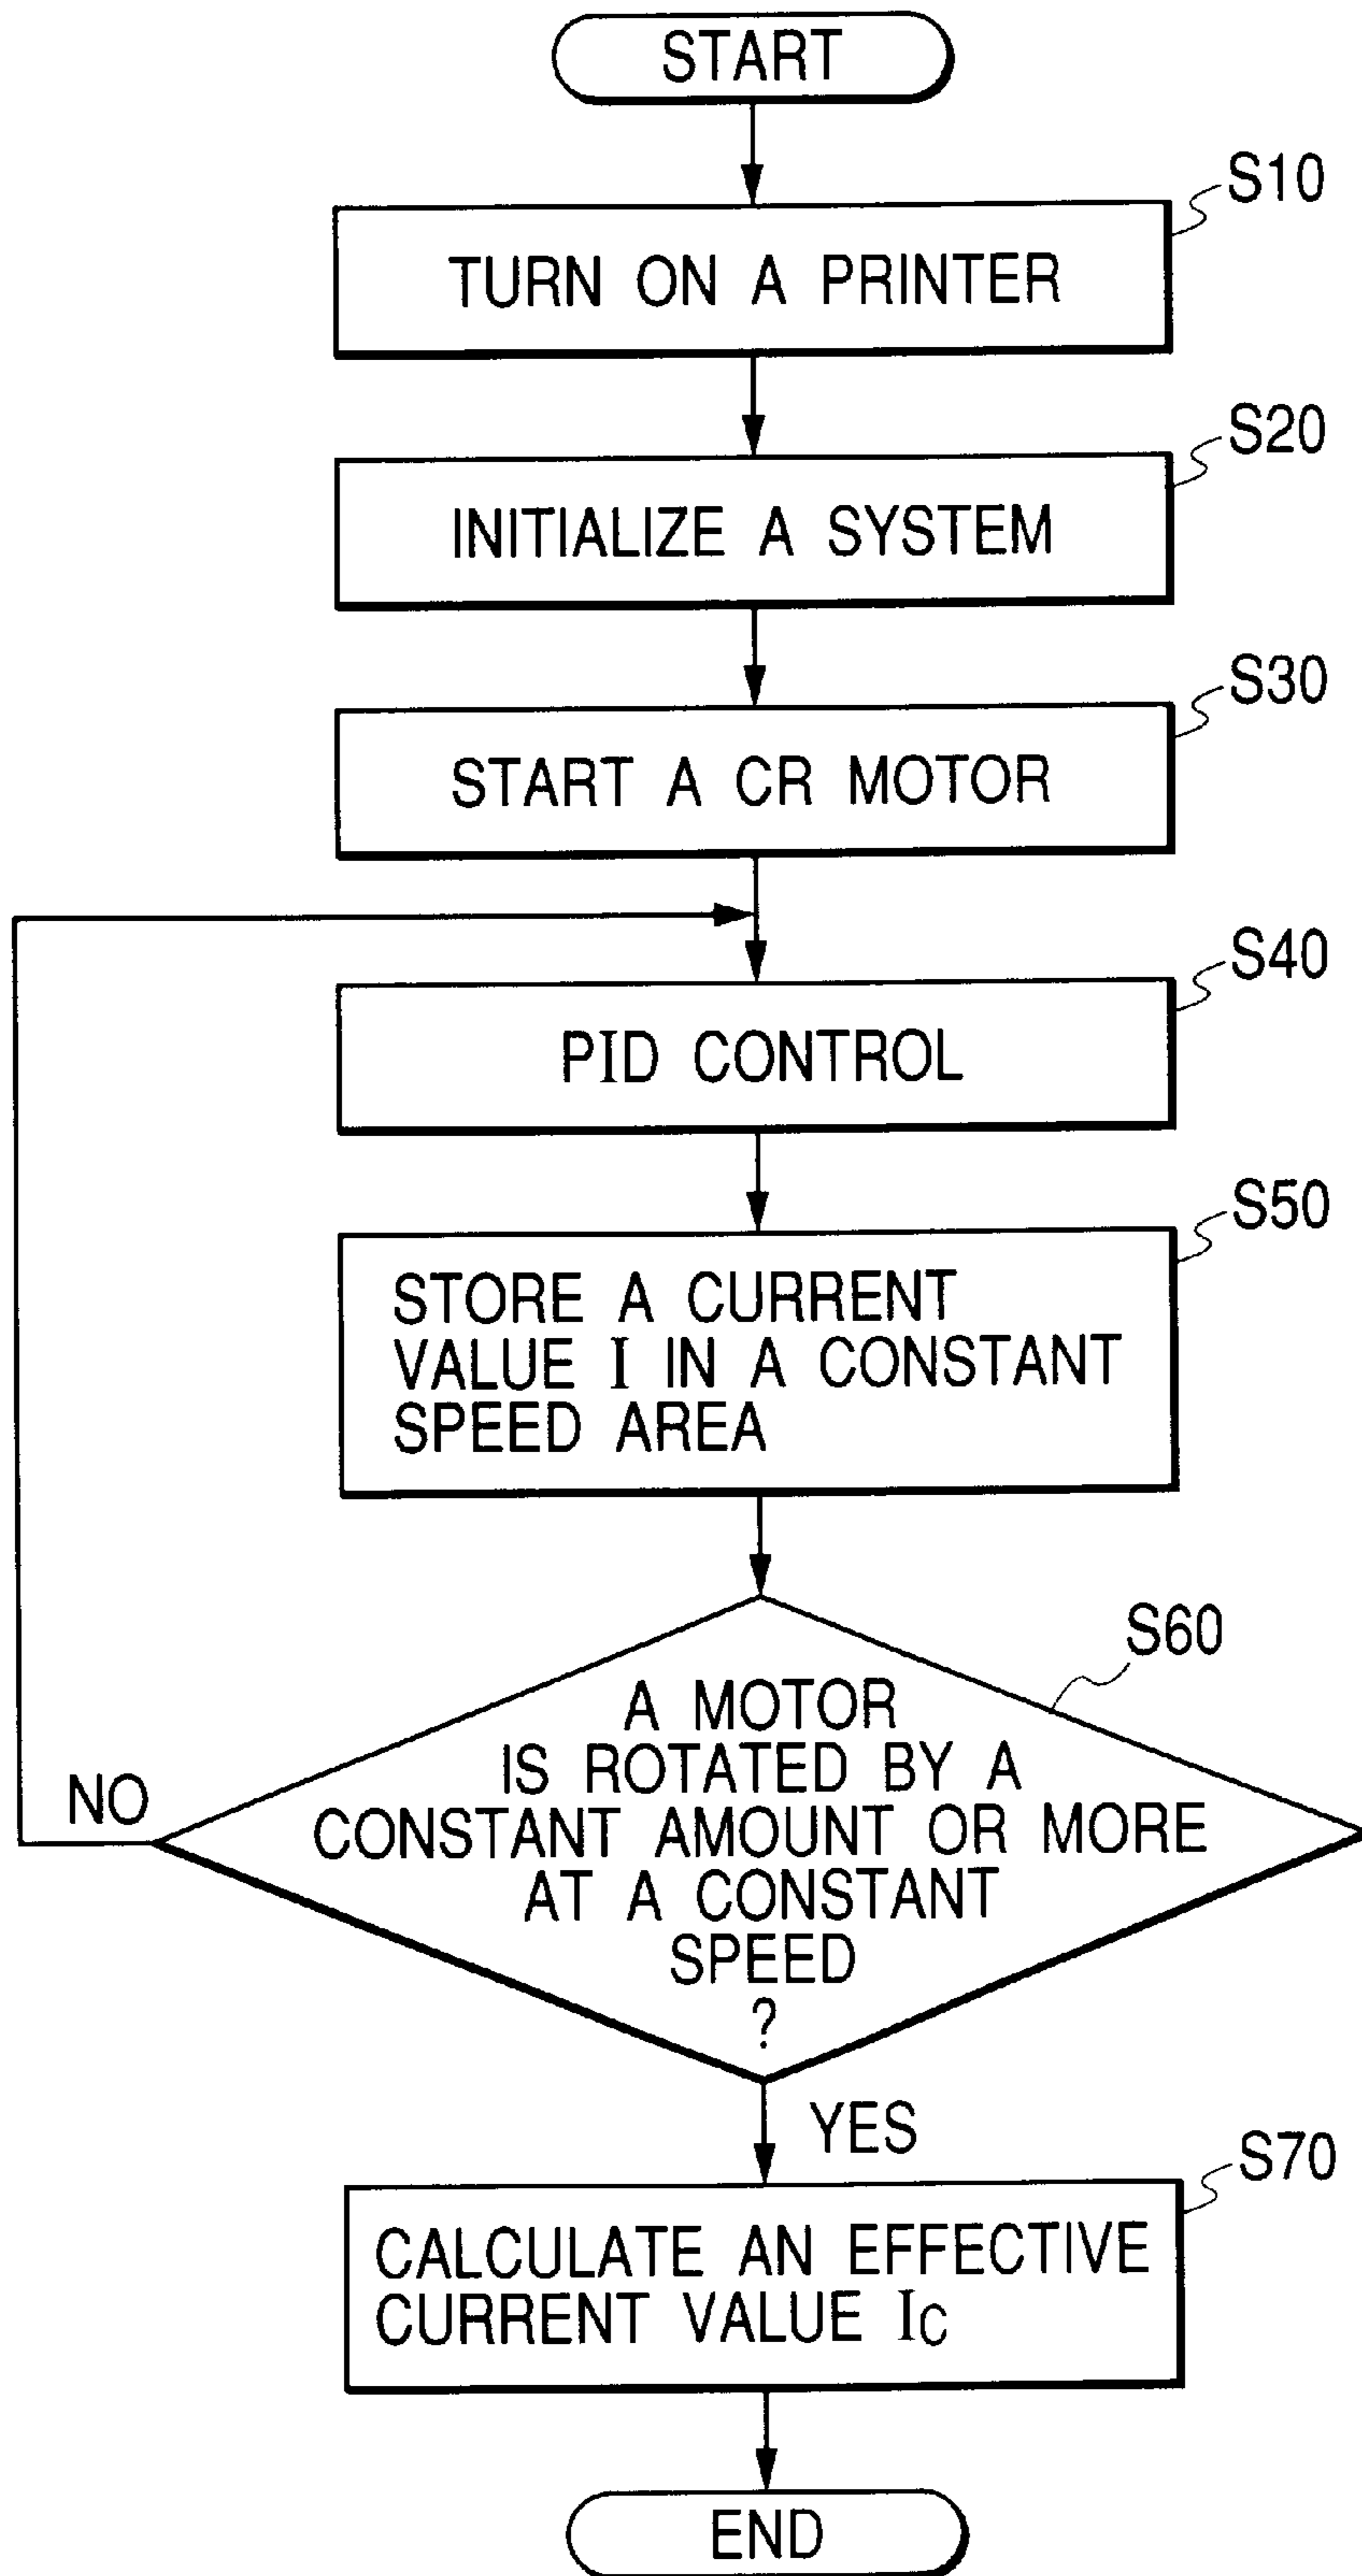 START
S10
TURN ON A PRINTER
S20
INITIALIZE A SYSTEM
S30
START A CR MOTOR
S40
PID CONTROL
S50
STORE A CURRENT
VALUE I IN A CONSTANT
SPEED AREA
S60
A MOTOR
IS ROTATED BY A
CONSTANT AMOUNT OR MORE
AT A CONSTANT
SPEED
?
NO
YES
S70
CALCULATE AN EFFECTIVE
CURRENT VALUE Ic
END